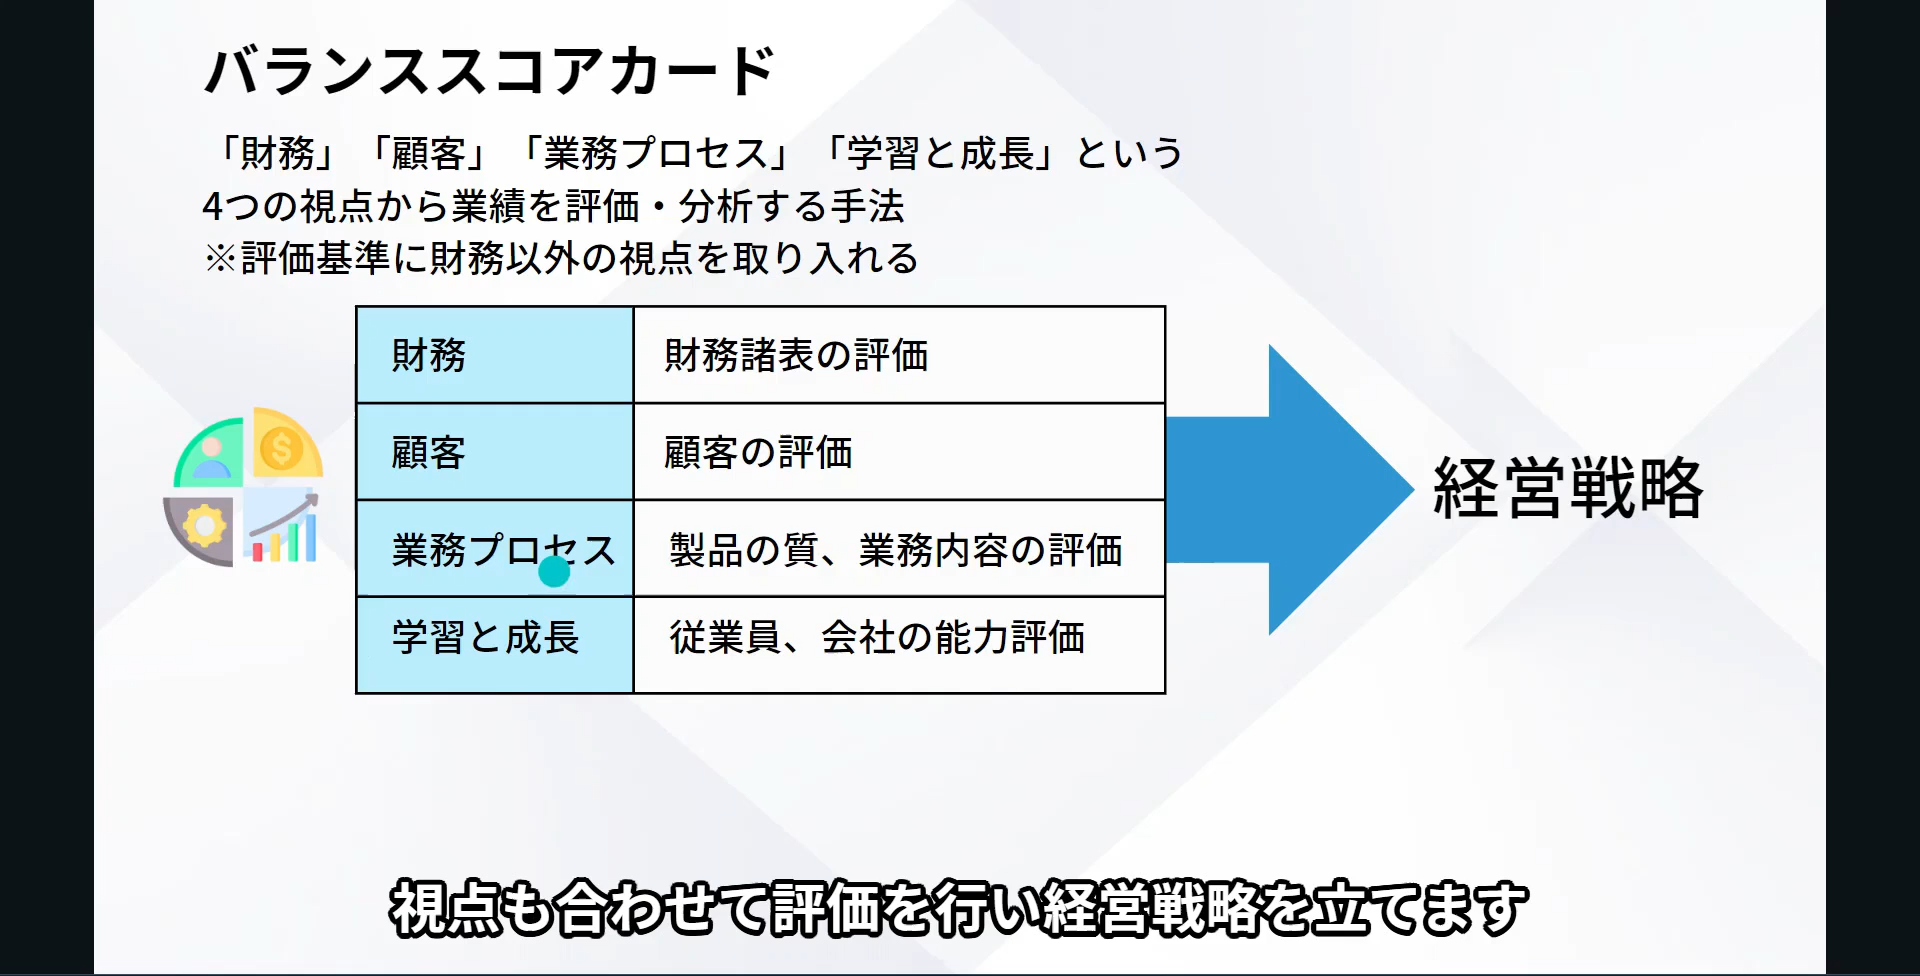 バランススコアカード
「財務」「顧客」「業務プロセス」「学習と成長」という
4つの視点から業績を評価・分析する手法
※評価基準に財務以外の視点を取り入れる
財務 財務諸表の評価
顧客 顧客の評価
業務プロセス 製品の質、業務内容の評価
学習と成長 従業員、会社の能力評価
経営戦略
視点も合わせて評価を行い経営戦略を立てます